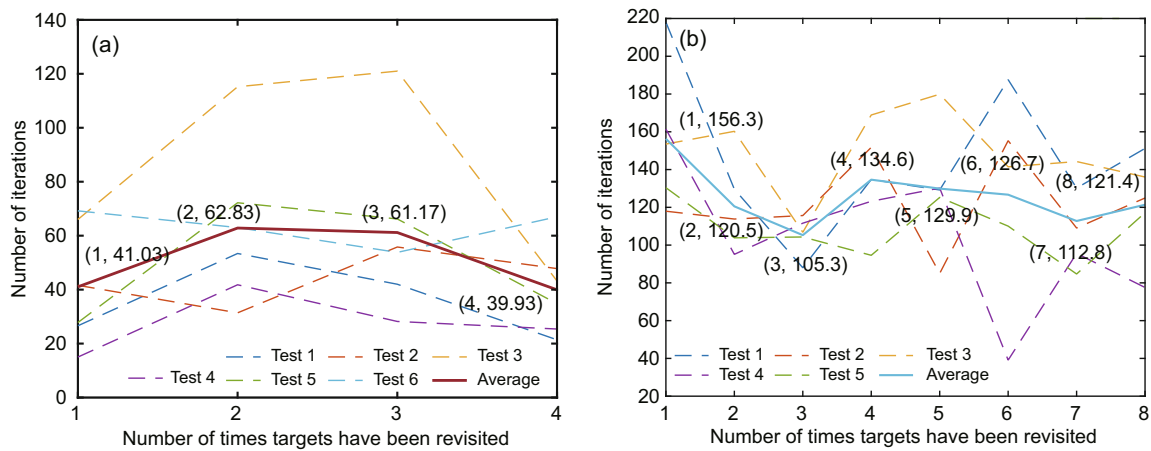 (a)
Number of iterations
140
120
100
80
60
40
20
0
(1, 41.03)
(2, 62.83)
(3, 61.17)
(4, 39.93)
Test 1 Test 2 Test 3
Test 4 Test 5 Test 6 Average
1 2 3 4
Number of times targets have been revisited
(b)
Number of iterations
220
200
180
160
140
120
100
80
60
40
20
(1, 156.3)
(2, 120.5)
(3, 105.3)
(4, 134.6)
(5, 129.9)
(6, 126.7)
(7, 112.8)
(8, 121.4)
Test 1 Test 2 Test 3
Test 4 Test 5 Average
1 2 3 4 5 6 7 8
Number of times targets have been revisited